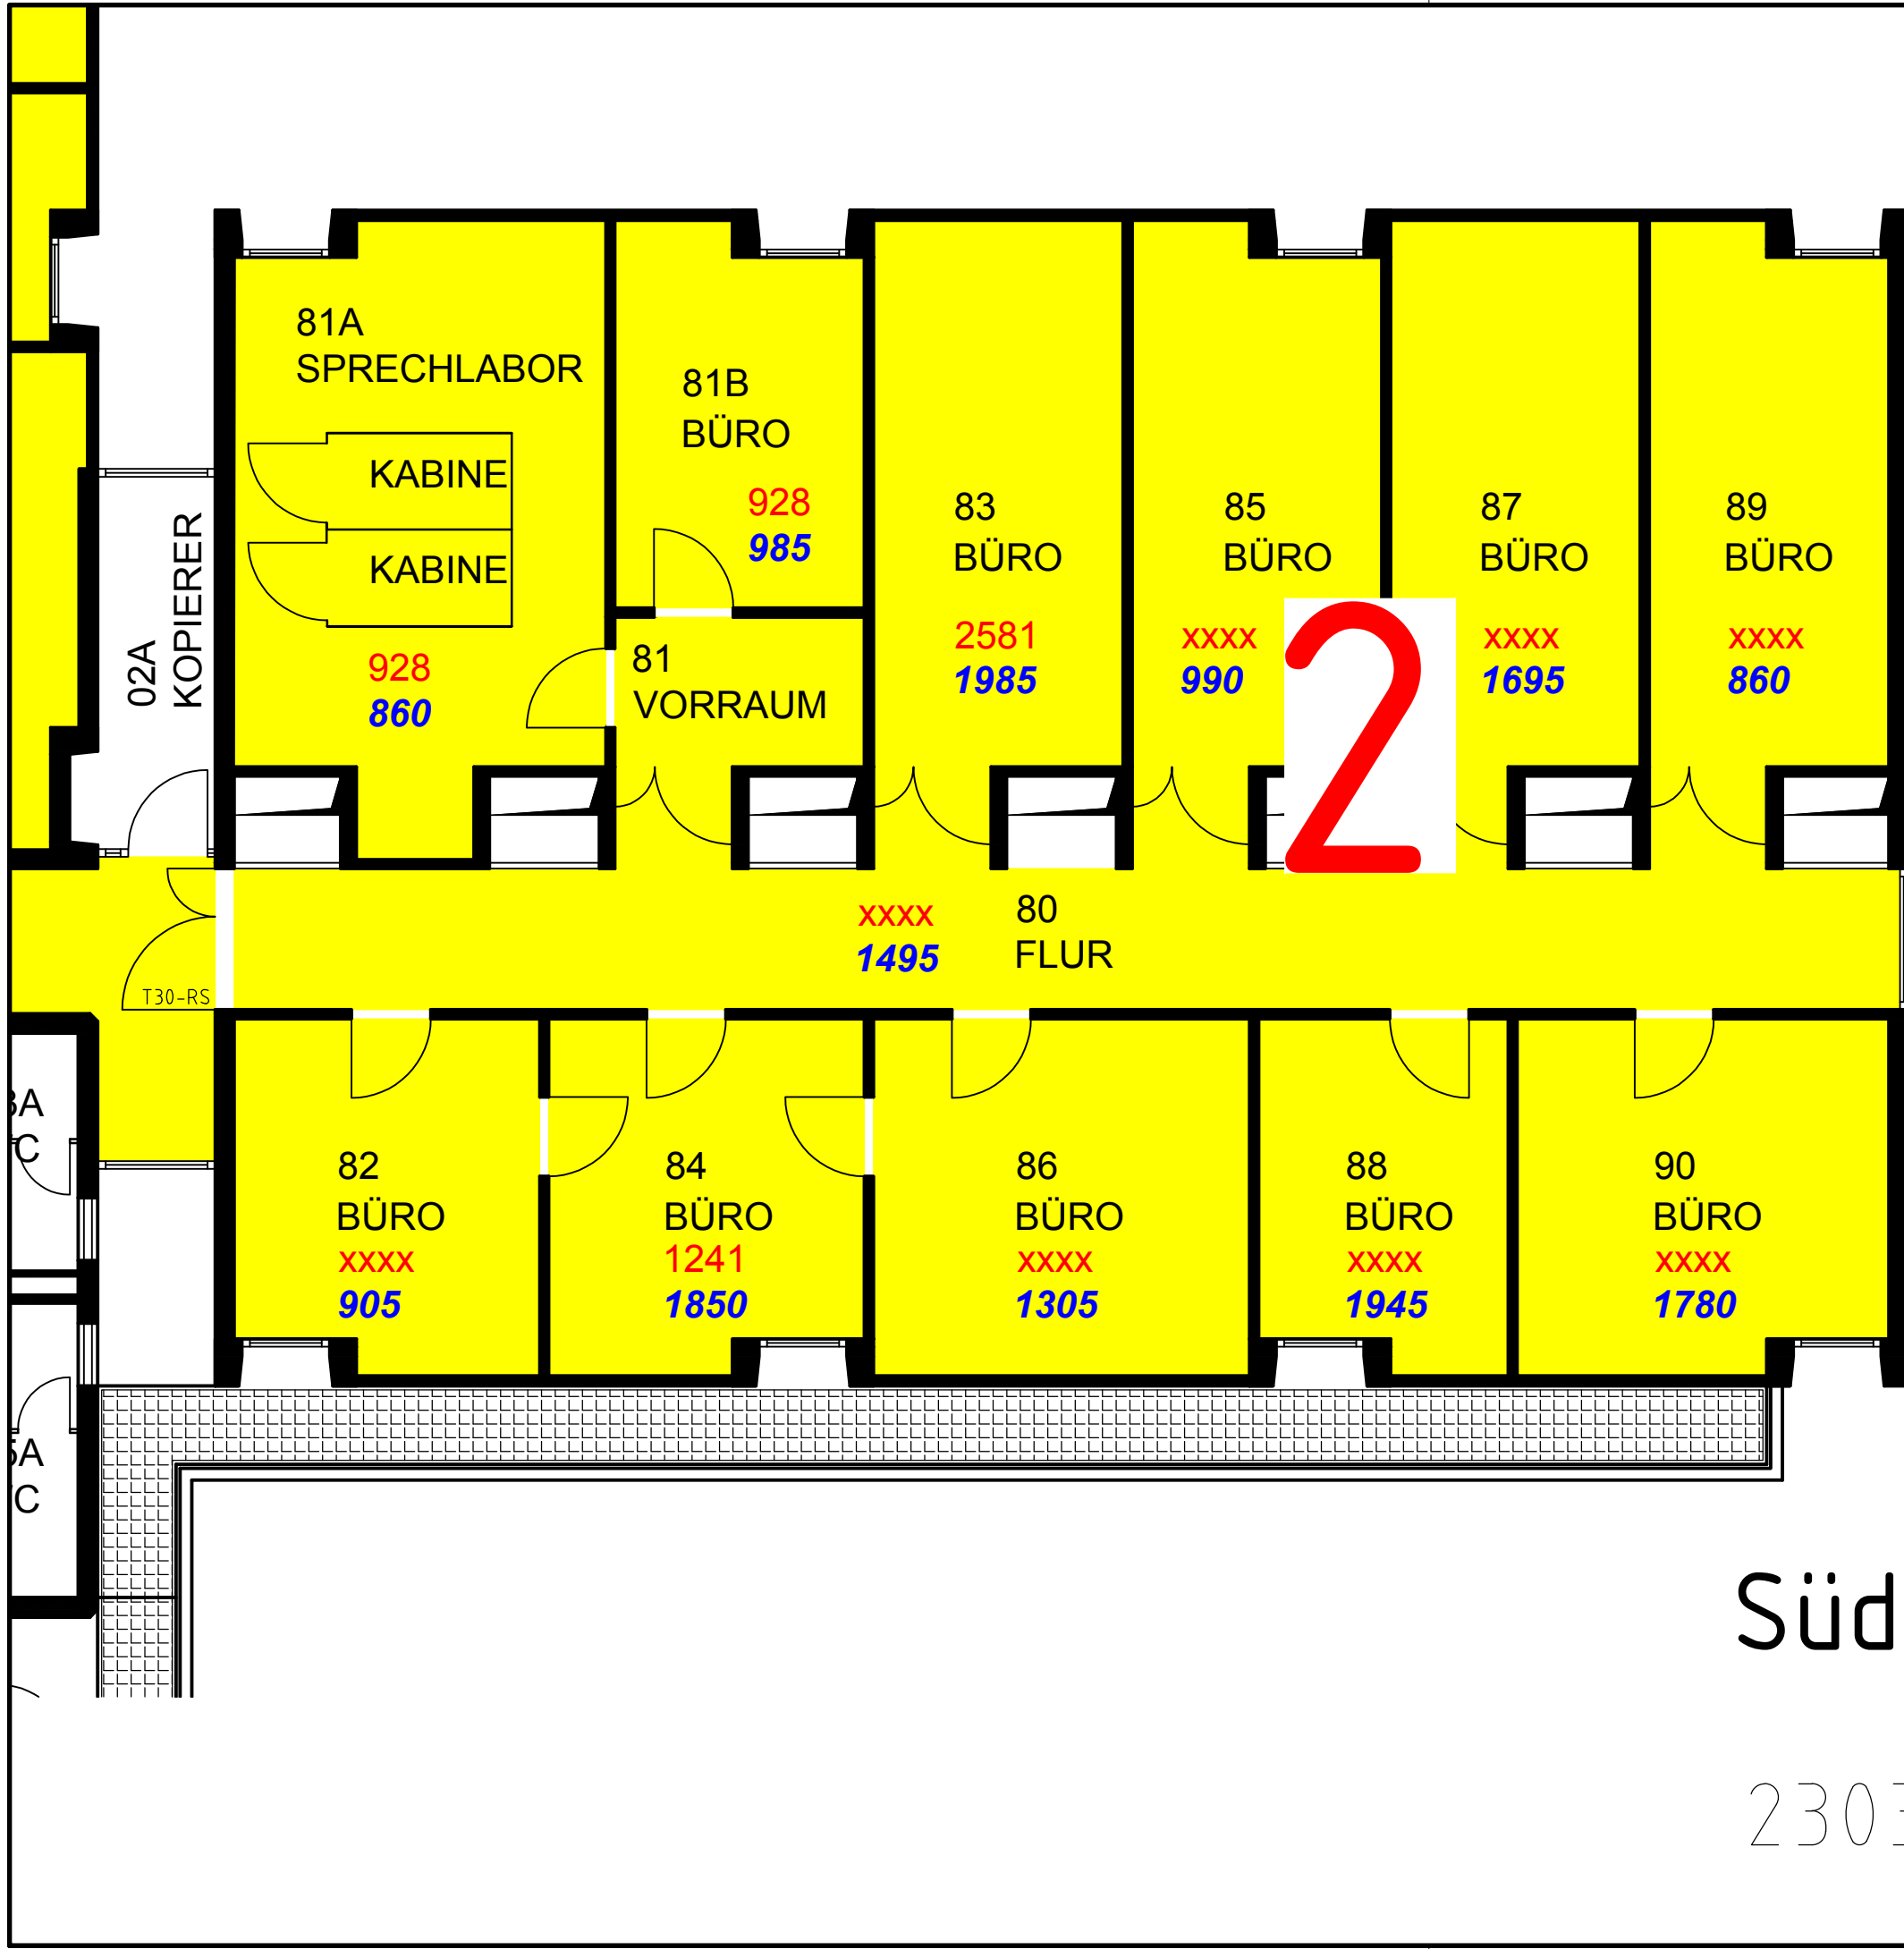 81A
SPRECHLABOR
KABINE
KABINE
928
860
81B
BÜRO
928
985
81
VORRAUM
83
BÜRO
2581
1985
85
BÜRO
xxxx
990
87
BÜRO
xxxx
1695
89
BÜRO
xxxx
860
2
02A
KOPIERER
xxxx
1495
80
FLUR
T30-RS
82
BÜRO
xxxx
905
84
BÜRO
1241
1850
86
BÜRO
xxxx
1305
88
BÜRO
xxxx
1945
90
BÜRO
xxxx
1780
Süd